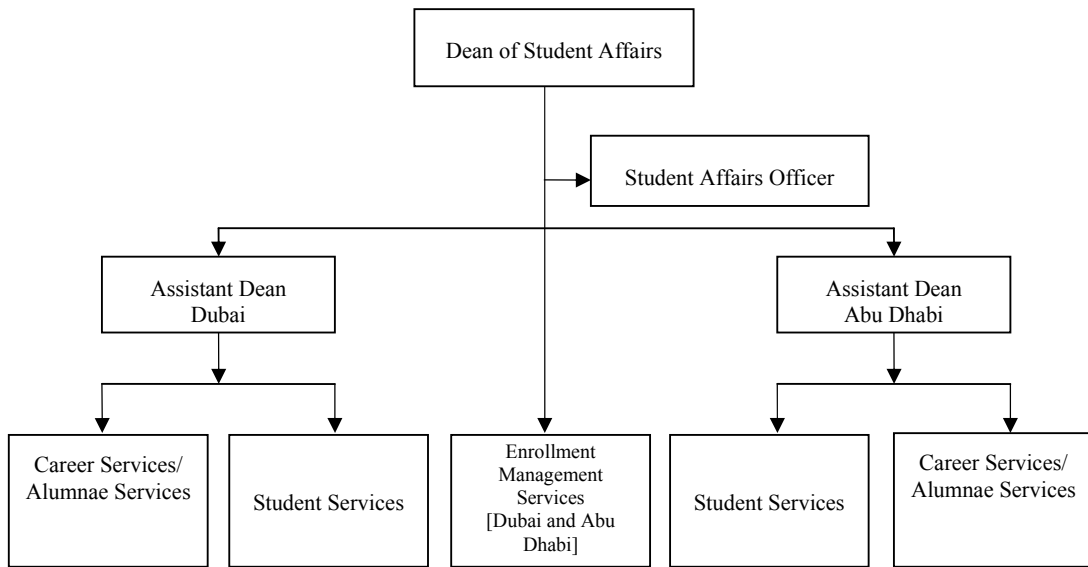 Dean of Student Affairs
Student Affairs Officer
Assistant Dean
Dubai
Assistant Dean
Abu Dhabi
Career Services/
Alumnae Services
Student Services
Enrollment
Management
Services
[Dubai and Abu
Dhabi]
Student Services
Career Services/
Alumnae Services